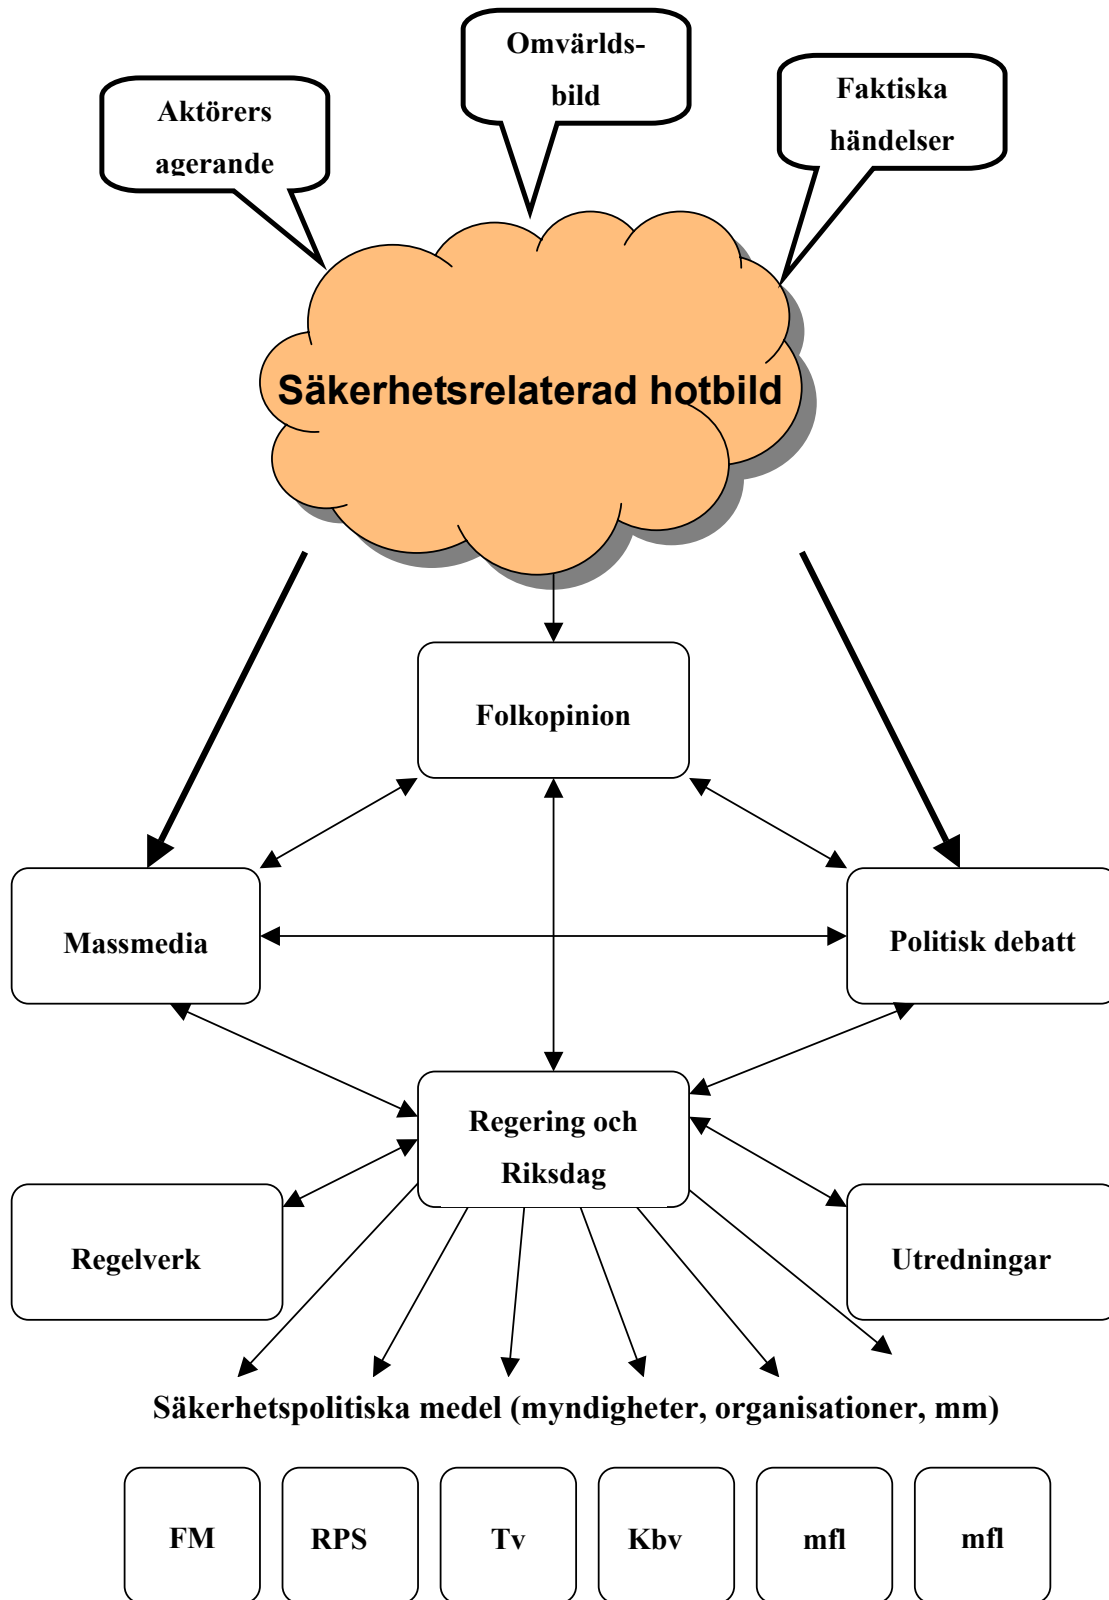 Omvärlds-
bild
Aktörers
agerande
Faktiska
händelser
Säkerhetsrelaterad hotbild
Folkopinion
Massmedia
Politisk debatt
Regering och
Riksdag
Regelverk
Utredningar
Säkerhetspolitiska medel (myndigheter, organisationer, mm)
FM
RPS
Tv
Kbv
mfl
mfl